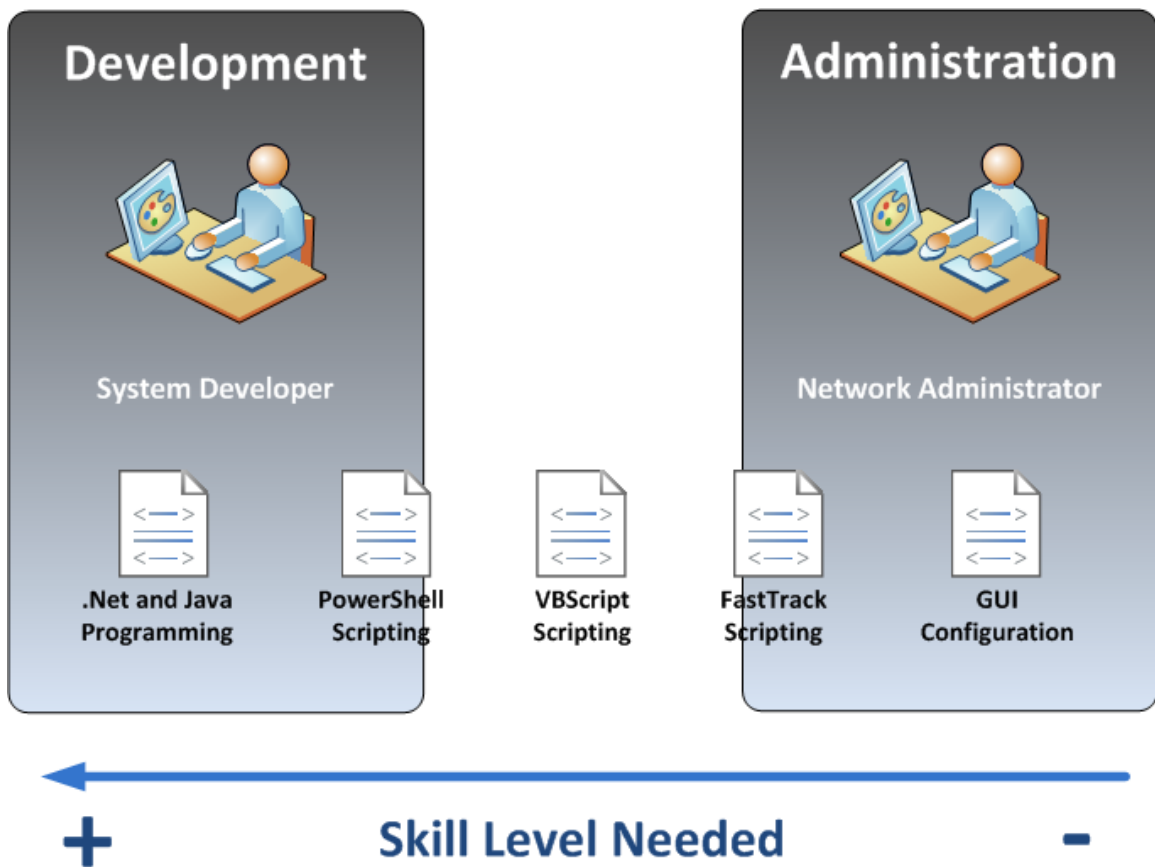 Development
Administration
System Developer
Network Administrator
.Net and Java
Programming
PowerShell
Scripting
VBScript
Scripting
FastTrack
Scripting
GUI
Configuration
+ Skill Level Needed -